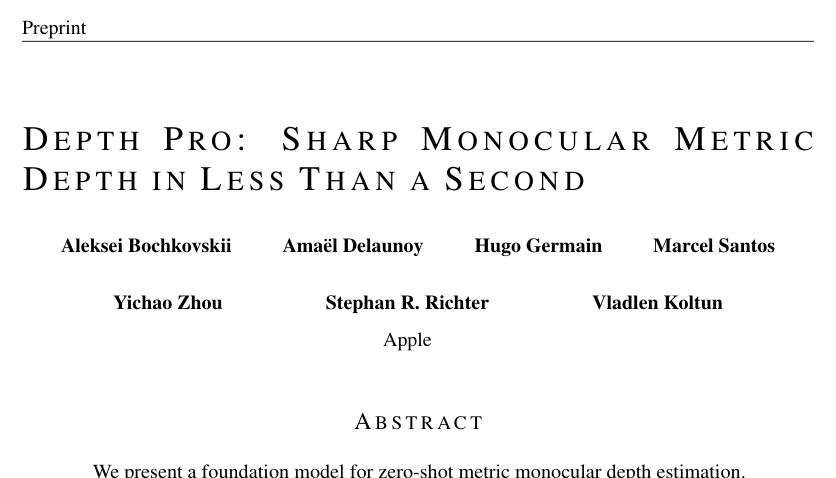 Preprint
DEPTH PRO: SHARP MONOCULAR METRIC
DEPTH IN LESS THAN A SECOND
Aleksei Bochkovskii Amaël Delaunoy Hugo Germain Marcel Santos
Yichao Zhou Stephan R. Richter Vladlen Koltun
Apple
ABSTRACT
We present a foundation model for zero-shot metric monocular depth estimation.